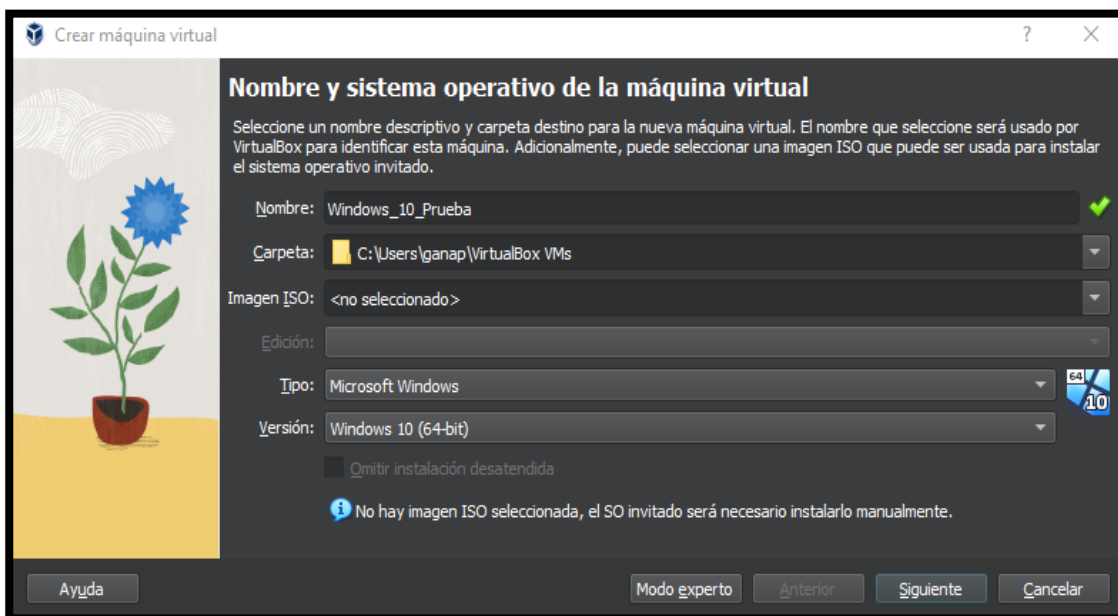 Crear máquina virtual
?
Nombre y sistema operativo de la máquina virtual
Seleccione un nombre descriptivo y carpeta destino para la nueva máquina virtual. El nombre que seleccione será usado por
VirtualBox para identificar esta máquina. Adicionalmente, puede seleccionar una imagen ISO que puede ser usada para instalar
el sistema operativo invitado.
Nombre: Windows_10_Prueba
Carpeta: C:\Users\ganap\VirtualBox VMs
Imagen ISO: <no seleccionado>
Edición:
Tipo: Microsoft Windows
64
10
Versión: Windows 10 (64-bit)
Omitir instalación desatendida
No hay imagen ISO seleccionada, el SO invitado será necesario instalarlo manualmente.
Ayuda Modo experto Anterior Siguiente Cancelar